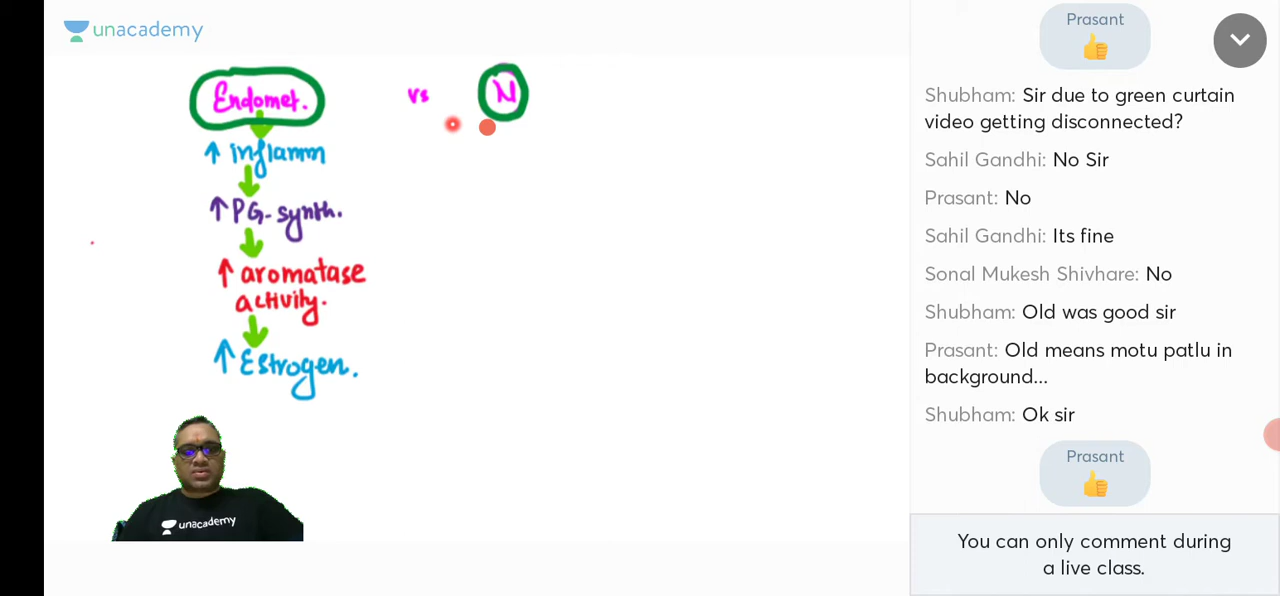 unacademy
Endomet. vs N
↑ inflamm
↑ PG-synth.
↑ aromatase
activity.
↑ Estrogen.
unacademy
Prasant
👍
Shubham: Sir due to green curtain
video getting disconnected?
Sahil Gandhi: No Sir
Prasant: No
Sahil Gandhi: Its fine
Sonal Mukesh Shivhare: No
Shubham: Old was good sir
Prasant: Old means motu patlu in
background...
Shubham: Ok sir
Prasant
👍
You can only comment during
a live class.